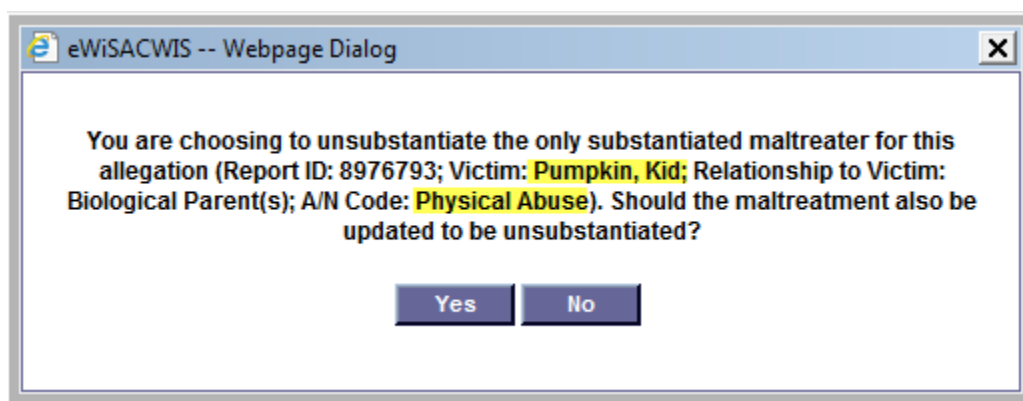 eWiSACWIS -- Webpage Dialog
You are choosing to unsubstantiate the only substantiated maltreater for this
allegation (Report ID: 8976793; Victim: Pumpkin, Kid; Relationship to Victim:
Biological Parent(s); A/N Code: Physical Abuse). Should the maltreatment also be
updated to be unsubstantiated?
Yes No